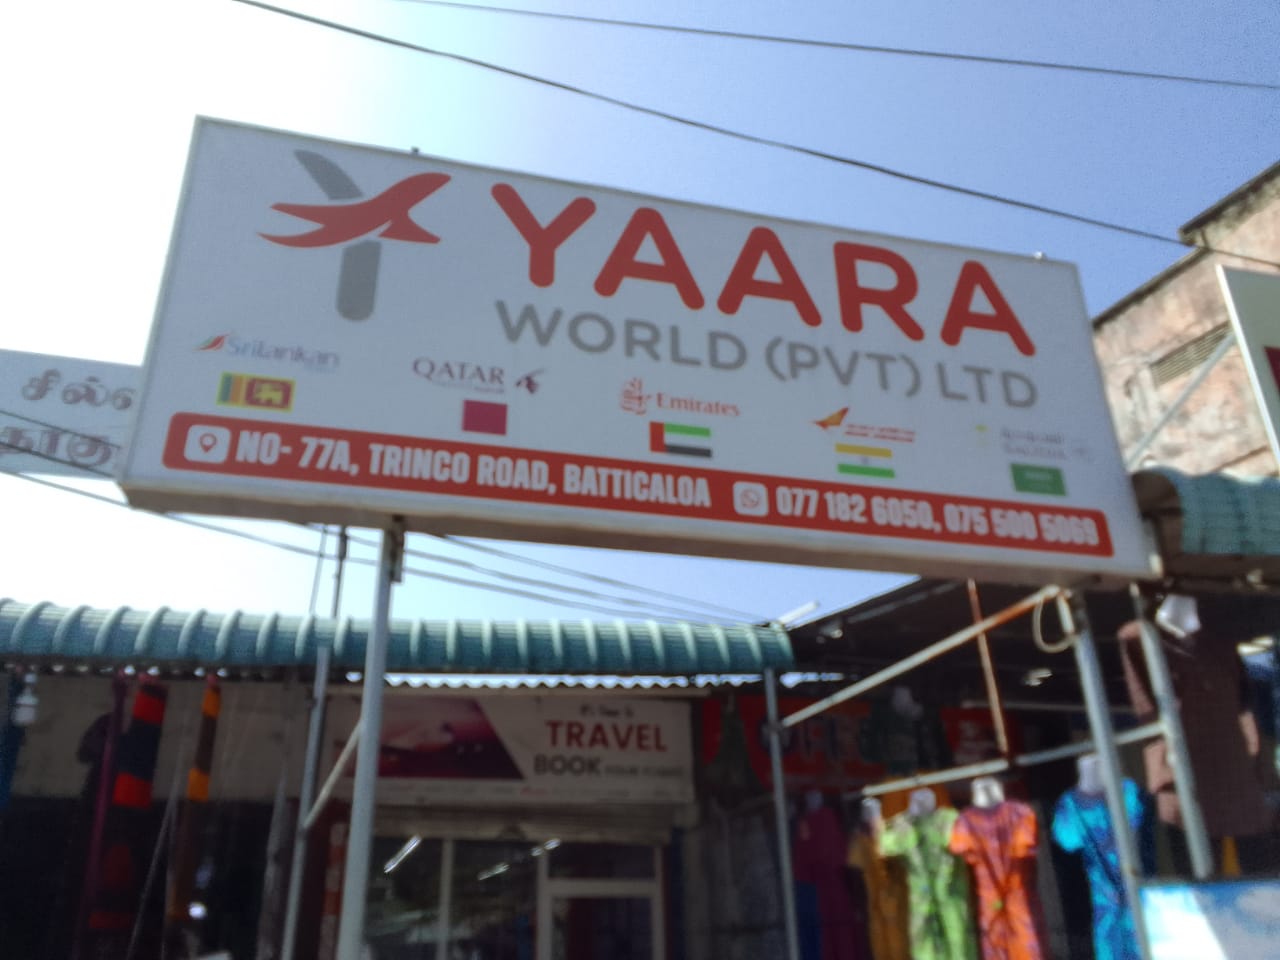 YAARA
WORLD (PVT) LTD
SriLankan
QATAR
Emirates
NO- 77A, TRINCO ROAD, BATTICALOA
077 182 6050, 075 500 5069
சில்
TRAVEL
BOOK